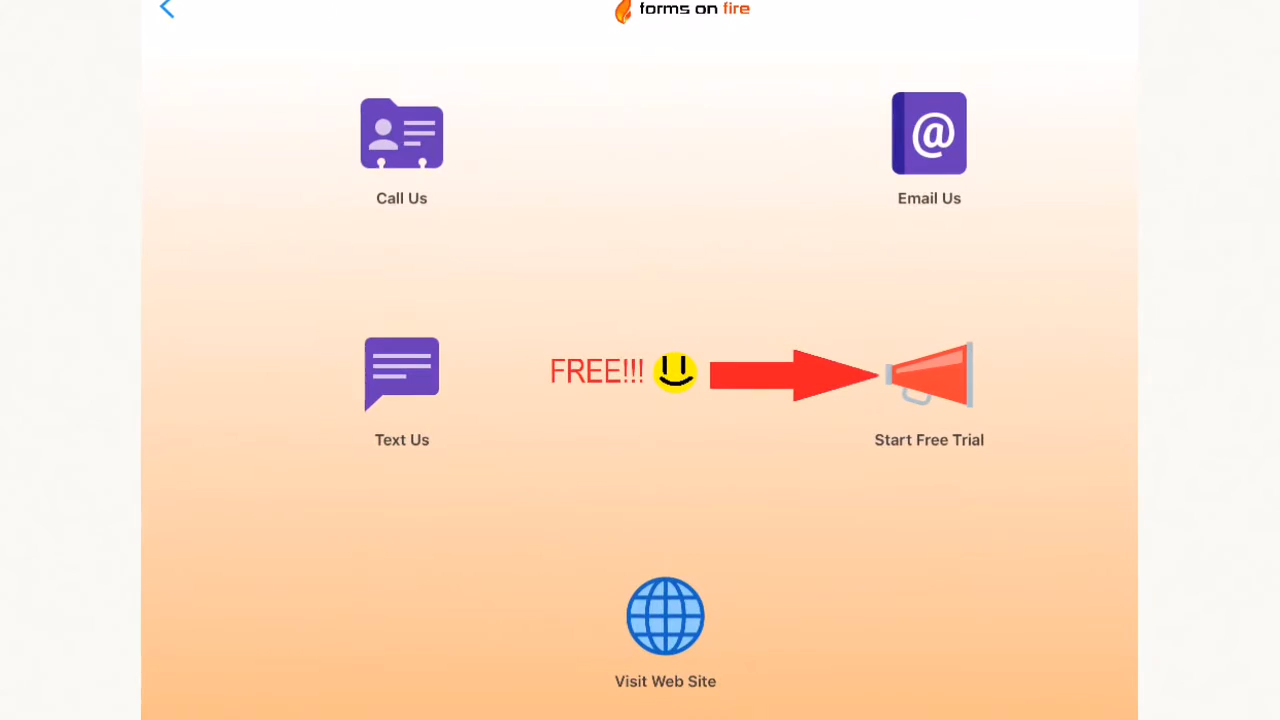 forms on fire
Call Us
Email Us
@
FREE!!!
Text Us
Start Free Trial
Visit Web Site